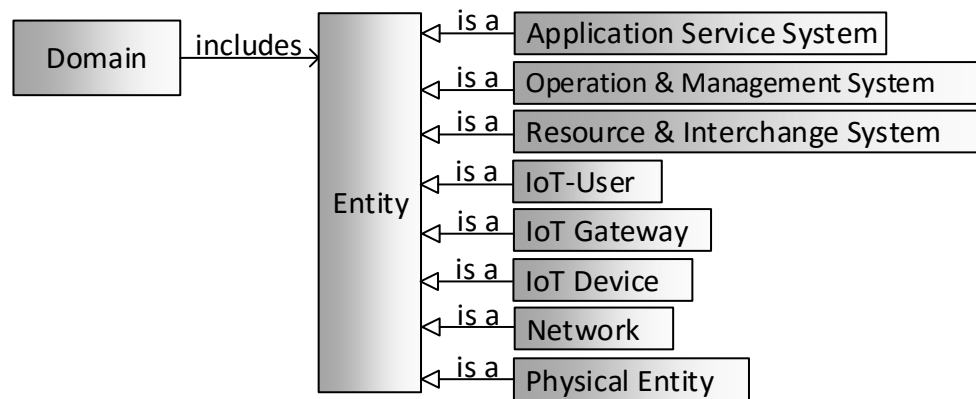 Domain
includes
Entity
is a
Application Service System
is a
Operation & Management System
is a
Resource & Interchange System
is a
IoT-User
is a
IoT Gateway
is a
IoT Device
is a
Network
is a
Physical Entity